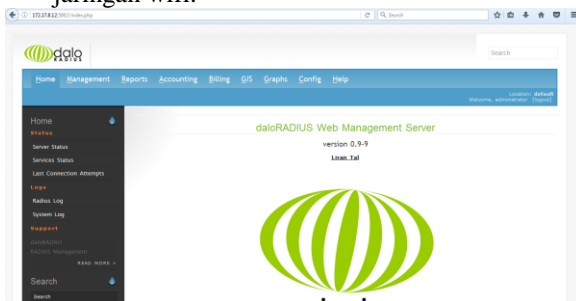 jaringan wifi.
172.17.8.12:5002/index.php
Search
dalo
RADIUS
Search
Home Management Reports Accounting Billing GIS Graphs Config Help
Location: default
Welcome, administrator [logout]
Home
Status
Server Status
Services Status
Last Connection Attempts
Logs
Radius Log
System Log
Support
daloRADIUS
RADIUS Management
READ MORE »
Search
Search
daloRADIUS Web Management Server
version 0.9-9
Liran Tal